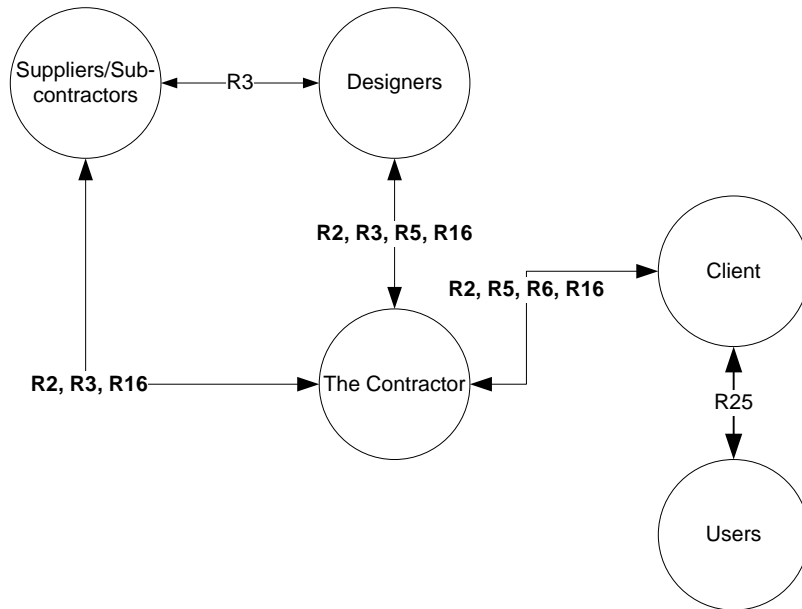 Suppliers/Sub-
contractors
R3
Designers
R2, R3, R5, R16
R2, R5, R6, R16
Client
R2, R3, R16
The Contractor
R25
Users